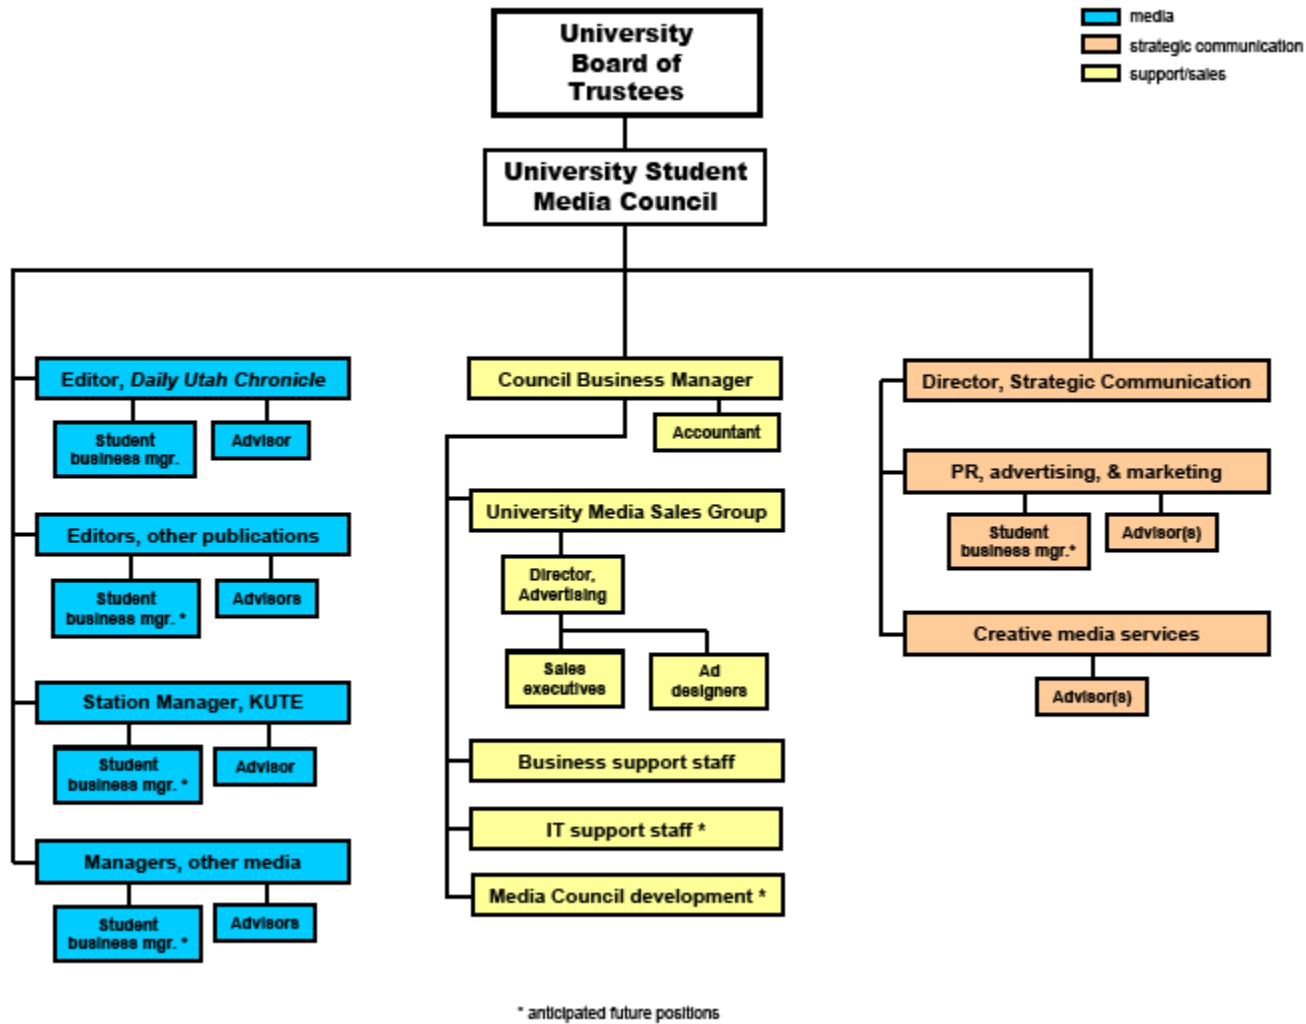 University
Board of
Trustees
media
strategic communication
support/sales
University Student
Media Council
Editor, Daily Utah Chronicle
Student
business mgr.
Advisor
Editors, other publications
Student
business mgr. *
Advisors
Station Manager, KUTE
Student
business mgr. *
Advisor
Managers, other media
Student
business mgr. *
Advisors
Council Business Manager
Accountant
University Media Sales Group
Director,
Advertising
Sales
executives
Ad
designers
Business support staff
IT support staff *
Media Council development *
Director, Strategic Communication
PR, advertising, & marketing
Student
business mgr.*
Advisor(s)
Creative media services
Advisor(s)
* anticipated future positions